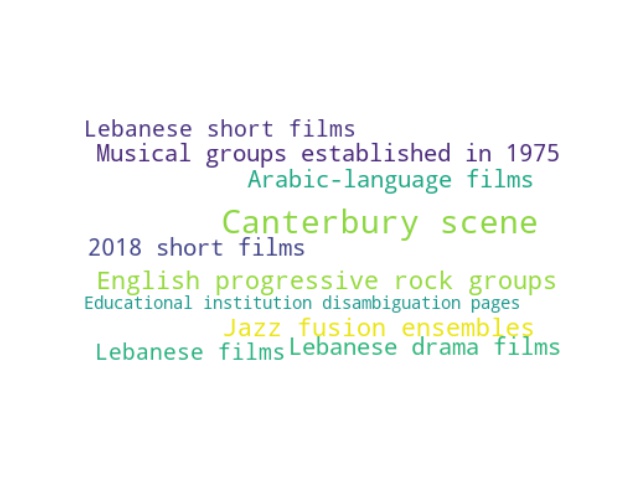 Lebanese short films
Musical groups established in 1975
Arabic-language films
Canterbury scene
2018 short films
English progressive rock groups
Educational institution disambiguation pages
Jazz fusion ensembles
Lebanese films
Lebanese drama films